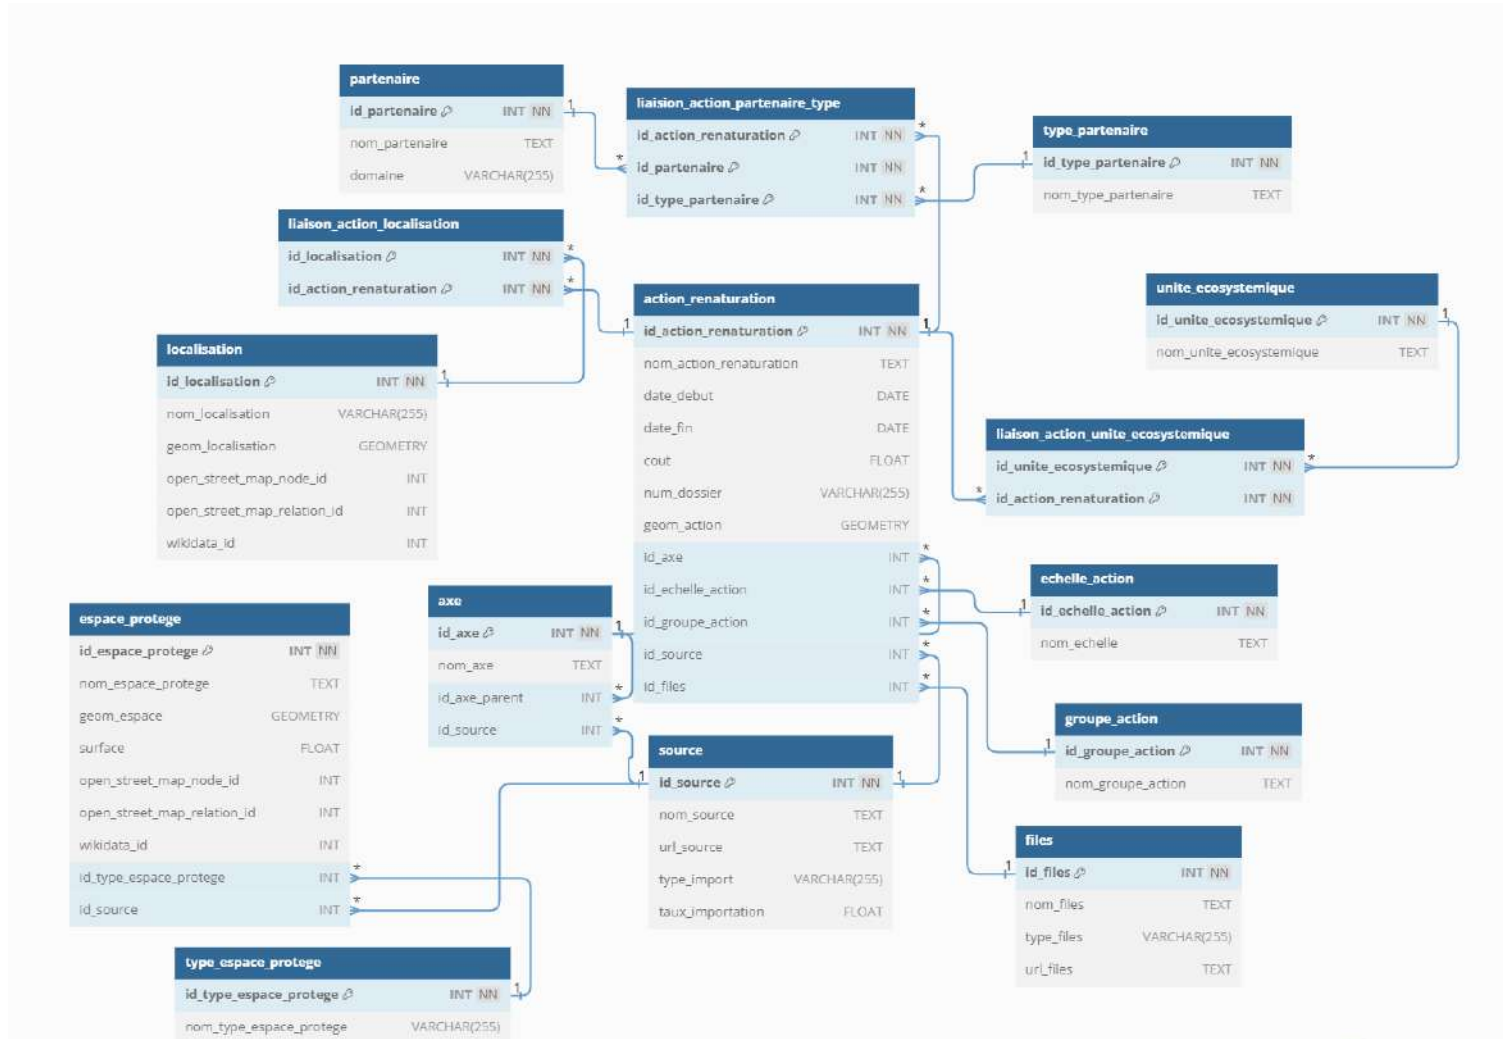 partenaire
id_partenaire INT NN
nom_partenaire TEXT
domaine VARCHAR(255)
liaision_action_partenaire_type
id_action_renaturation INT NN
id_partenaire INT NN
id_type_partenaire INT NN
type_partenaire
id_type_partenaire INT NN
nom_type_partenaire TEXT
liaison_action_localisation
id_localisation INT NN
id_action_renaturation INT NN
action_renaturation
id_action_renaturation INT NN
nom_action_renaturation TEXT
date_debut DATE
date_fin DATE
cout FLOAT
num_dossier VARCHAR(255)
geom_action GEOMETRY
id_axe INT
id_echelle_action INT
id_groupe_action INT
id_source INT
id_files INT
unite_ecosystemique
id_unite_ecosystemique INT NN
nom_unite_ecosystemique TEXT
localisation
id_localisation INT NN
nom_localisation VARCHAR(255)
geom_localisation GEOMETRY
open_street_map_node_id INT
open_street_map_relation_id INT
wikidata_id INT
liaison_action_unite_ecosystemique
id_unite_ecosystemique INT NN
id_action_renaturation INT NN
echelle_action
id_echelle_action INT NN
nom_echelle TEXT
axe
id_axe INT NN
nom_axe TEXT
id_axe_parent INT
id_source INT
espace_protege
id_espace_protege INT NN
nom_espace_protege TEXT
geom_espace GEOMETRY
surface FLOAT
open_street_map_node_id INT
open_street_map_relation_id INT
wikidata_id INT
id_type_espace_protege INT
id_source INT
groupe_action
id_groupe_action INT NN
nom_groupe_action TEXT
source
id_source INT NN
nom_source TEXT
url_source TEXT
type_import VARCHAR(255)
taux_importation FLOAT
files
id_files INT NN
nom_files TEXT
type_files VARCHAR(255)
url_files TEXT
type_espace_protege
id_type_espace_protege INT NN
nom_type_espace_protege VARCHAR(255)